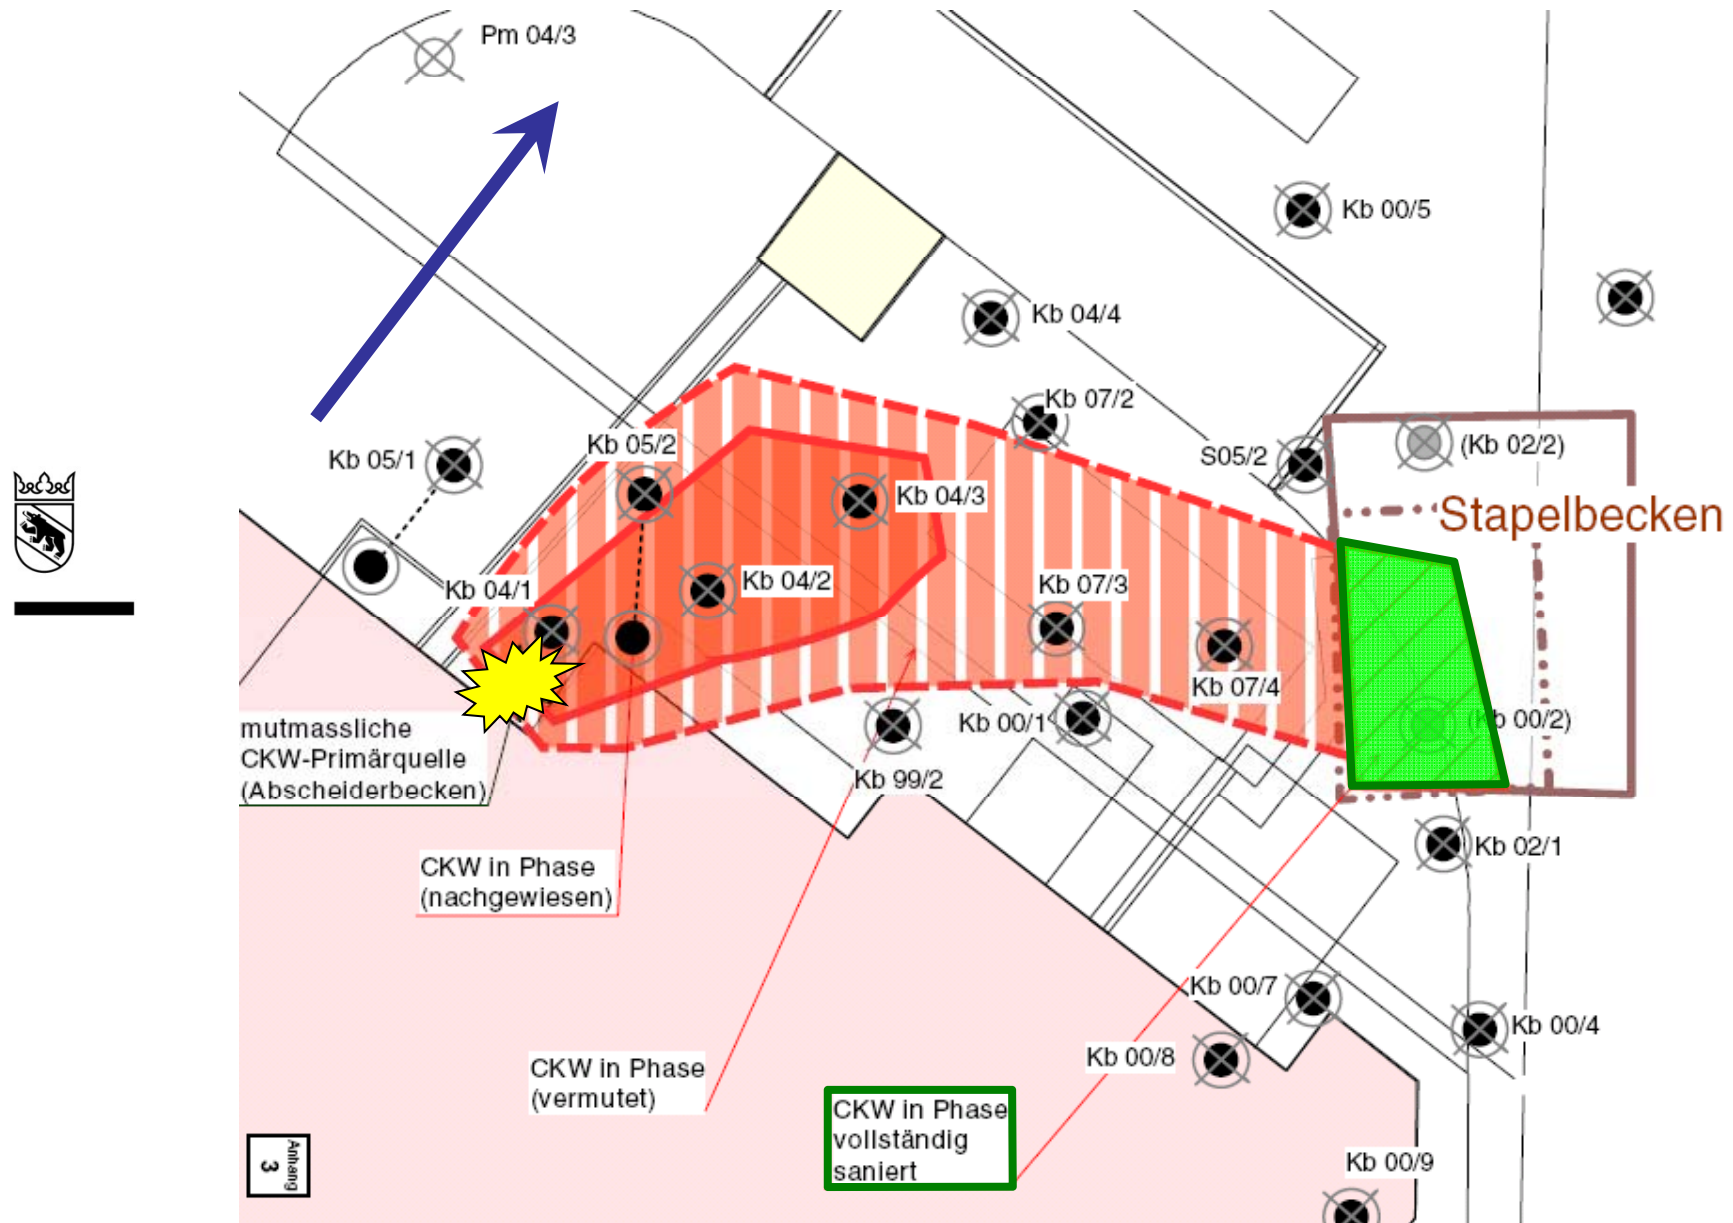 Pm 04/3
Kb 00/5
Kb 04/4
Kb 07/2
Kb 05/1
Kb 05/2
S05/2
(Kb 02/2)
Kb 04/3
Stapelbecken
Kb 04/1
Kb 04/2
Kb 07/3
Kb 07/4
Kb 00/1
(Kb 00/2)
mutmassliche
CKW-Primärquelle
(Abscheiderbecken)
Kb 99/2
Kb 02/1
CKW in Phase
(nachgewiesen)
Kb 00/7
Kb 00/4
Kb 00/8
CKW in Phase
(vermutet)
CKW in Phase
vollständig
saniert
Kb 00/9
Anhang
3